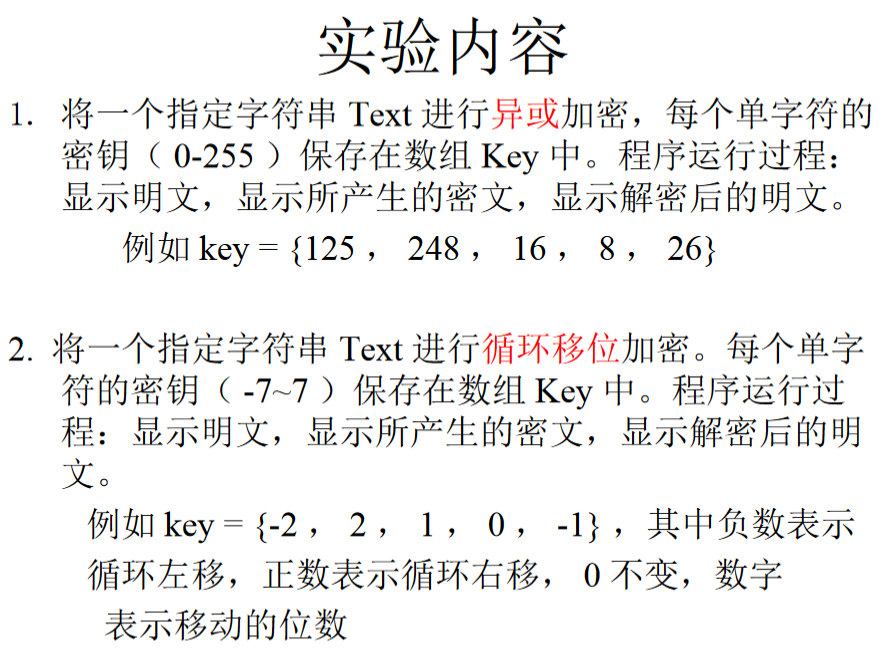 实验内容
1. 将一个指定字符串 Text 进行异或加密，每个单字符的
密钥（ 0-255 ）保存在数组 Key 中。程序运行过程：
显示明文，显示所产生的密文，显示解密后的明文。
例如 key = {125 ， 248 ， 16 ， 8 ， 26}
2. 将一个指定字符串 Text 进行循环移位加密。每个单字
符的密钥（ -7~7 ）保存在数组 Key 中。程序运行过
程：显示明文，显示所产生的密文，显示解密后的明
文。
例如 key = {-2 ， 2 ， 1 ， 0 ， -1} ，其中负数表示
循环左移，正数表示循环右移， 0 不变，数字
表示移动的位数